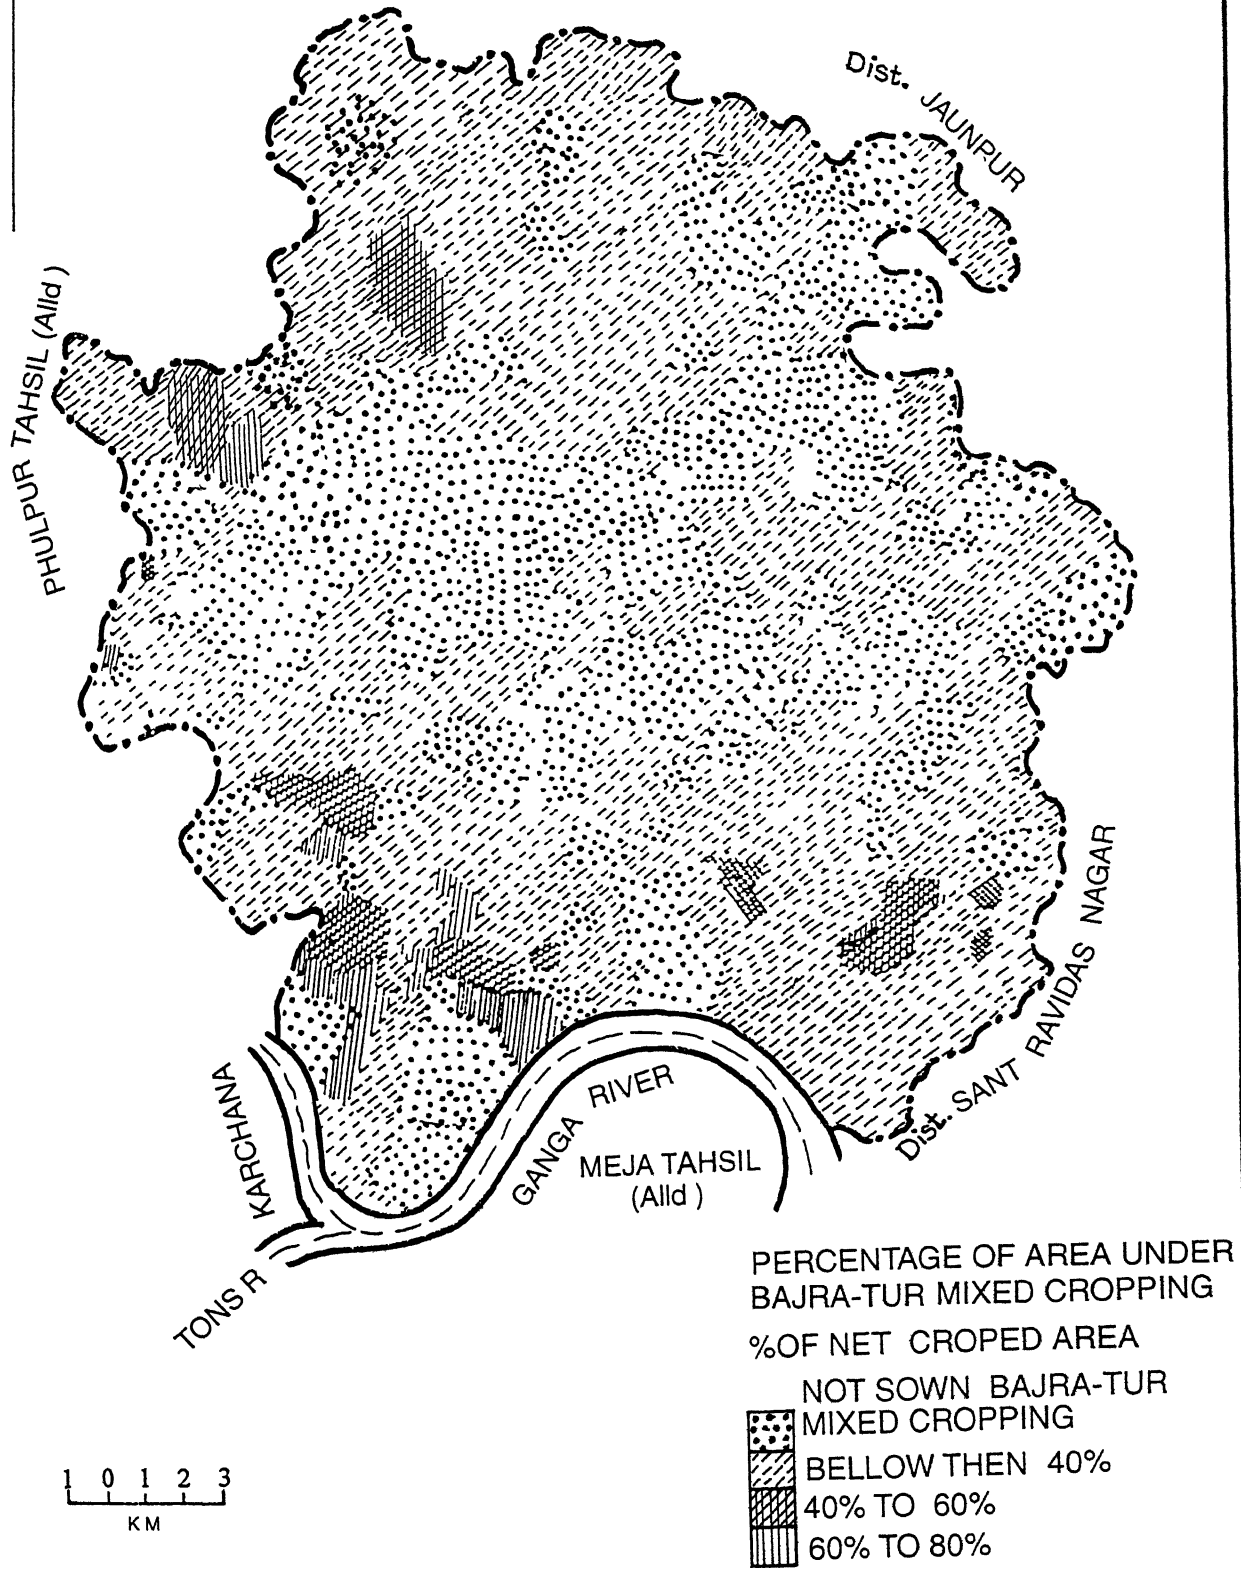 Dist. JAUNPUR
PHULPUR TAHSIL (Alld )
Dist. SANT RAVIDAS NAGAR
KARCHANA
GANGA RIVER
MEJA TAHSIL
(Alld )
TONS R
PERCENTAGE OF AREA UNDER
BAJRA-TUR MIXED CROPPING
%OF NET CROPED AREA
NOT SOWN BAJRA-TUR
MIXED CROPPING
BELLOW THEN 40%
40% TO 60%
60% TO 80%
1 0 1 2 3
KM